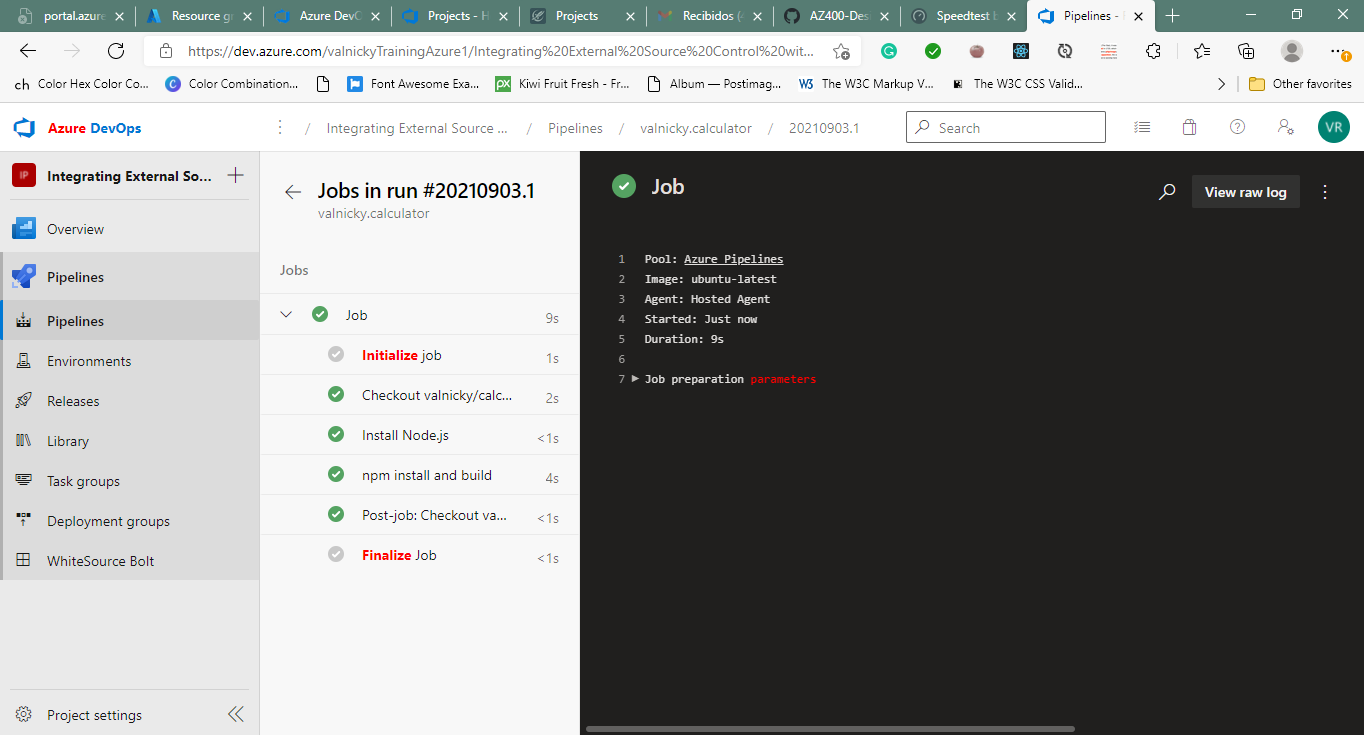 portal.azure
Resource g
Azure DevO
Projects - H
Projects
Recibidos (4
AZ400-Des
Speedtest b
Pipelines -
https://dev.azure.com/valnickyTrainingAzure1/Integrating%20External%20Source%20Control%20wit...
ch Color Hex Color Co...
C Color Combination...
Font Awesome Exa...
px Kiwi Fruit Fresh - Fr...
Album — Postimag...
W3 The W3C Markup V...
The W3C CSS Valid...
Other favorites
Azure DevOps
/ Integrating External Source ... / Pipelines / valnicky.calculator / 20210903.1
Search
VR
IP Integrating External So...
Overview
Pipelines
Pipelines
Environments
Releases
Library
Task groups
Deployment groups
WhiteSource Bolt
Project settings
Jobs in run #20210903.1
valnicky.calculator
Jobs
Job 9s
Initialize job 1s
Checkout valnicky/calc... 2s
Install Node.js <1s
npm install and build 4s
Post-job: Checkout va... <1s
Finalize Job <1s
Job
View raw log
1 Pool: Azure Pipelines
2 Image: ubuntu-latest
3 Agent: Hosted Agent
4 Started: Just now
5 Duration: 9s
6
7 Job preparation parameters